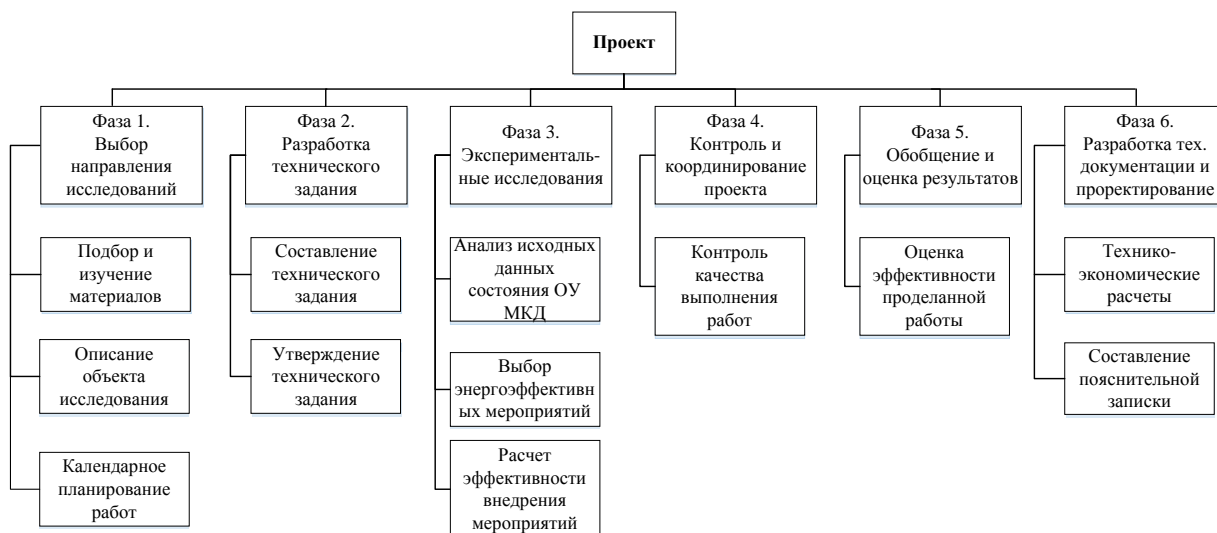 Проект
Фаза 1.
Выбор
направления
исследований
Подбор и
изучение
материалов
Описание
объекта
исследования
Календарное
планирование
работ
Фаза 2.
Разработка
технического
задания
Составление
технического
задания
Утверждение
технического
задания
Фаза 3.
Эксперименталь-
ные исследования
Анализ исходных
данных
состояния ОУ
МКД
Выбор
энергоэффектив
ных мероприятий
Расчет
эффективности
внедрения
мероприятий
Фаза 4.
Контроль и
координирование
проекта
Контроль
качества
выполнения
работ
Фаза 5.
Обобщение и
оценка результатов
Оценка
эффективности
проделанной
работы
Фаза 6.
Разработка тех.
документации и
проректирование
Технико-
экономические
расчеты
Составление
пояснительной
записки